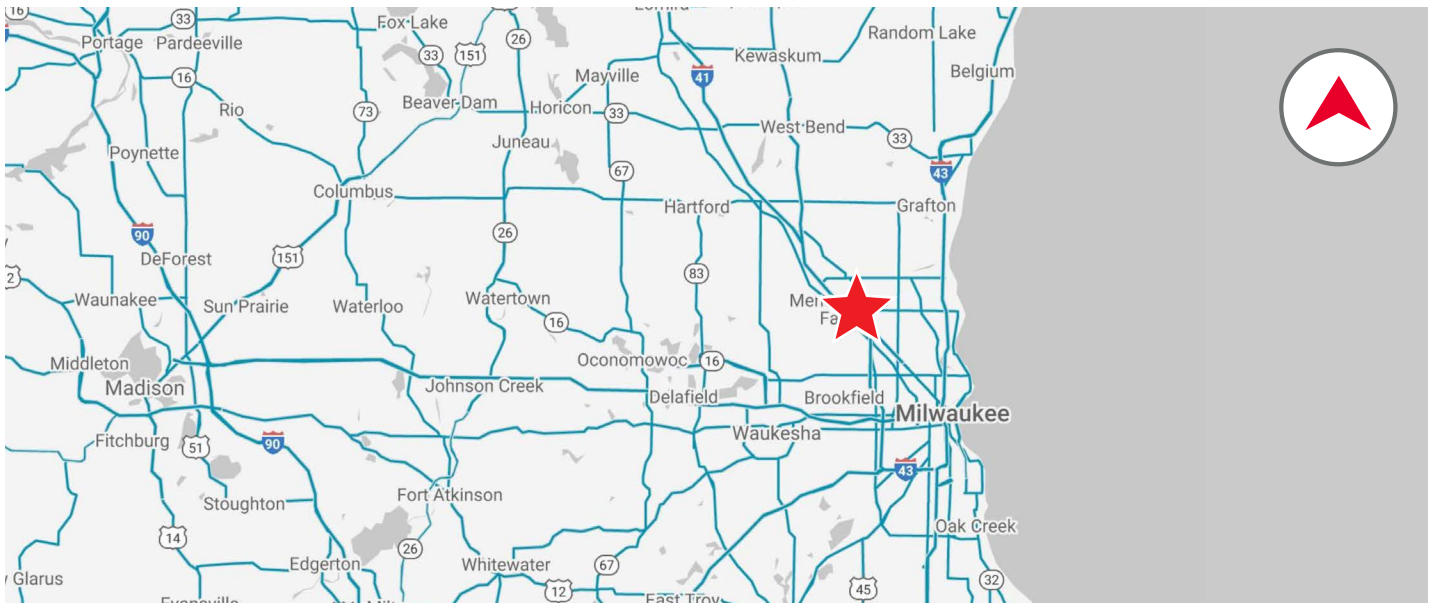 16
33
Fox Lake
26
Random Lake
Portage
Pardeeville
33
151
Kewaskum
Belgium
16
Mayville
41
Rio
73
Beaver Dam
Horicon
33
West Bend
33
Poynette
Juneau
67
43
Columbus
Hartford
Grafton
90
26
DeForest
151
83
2
Waunakee
Sun Prairie
Waterloo
Watertown
16
Middleton
Oconomowoc
16
Madison
Johnson Creek
Delafield
Brookfield
Milwaukee
Fitchburg
51
90
Waukesha
43
Stoughton
Fort Atkinson
14
26
Oak Creek
Edgerton
Whitewater
67
Glarus
12
45
32
East Troy